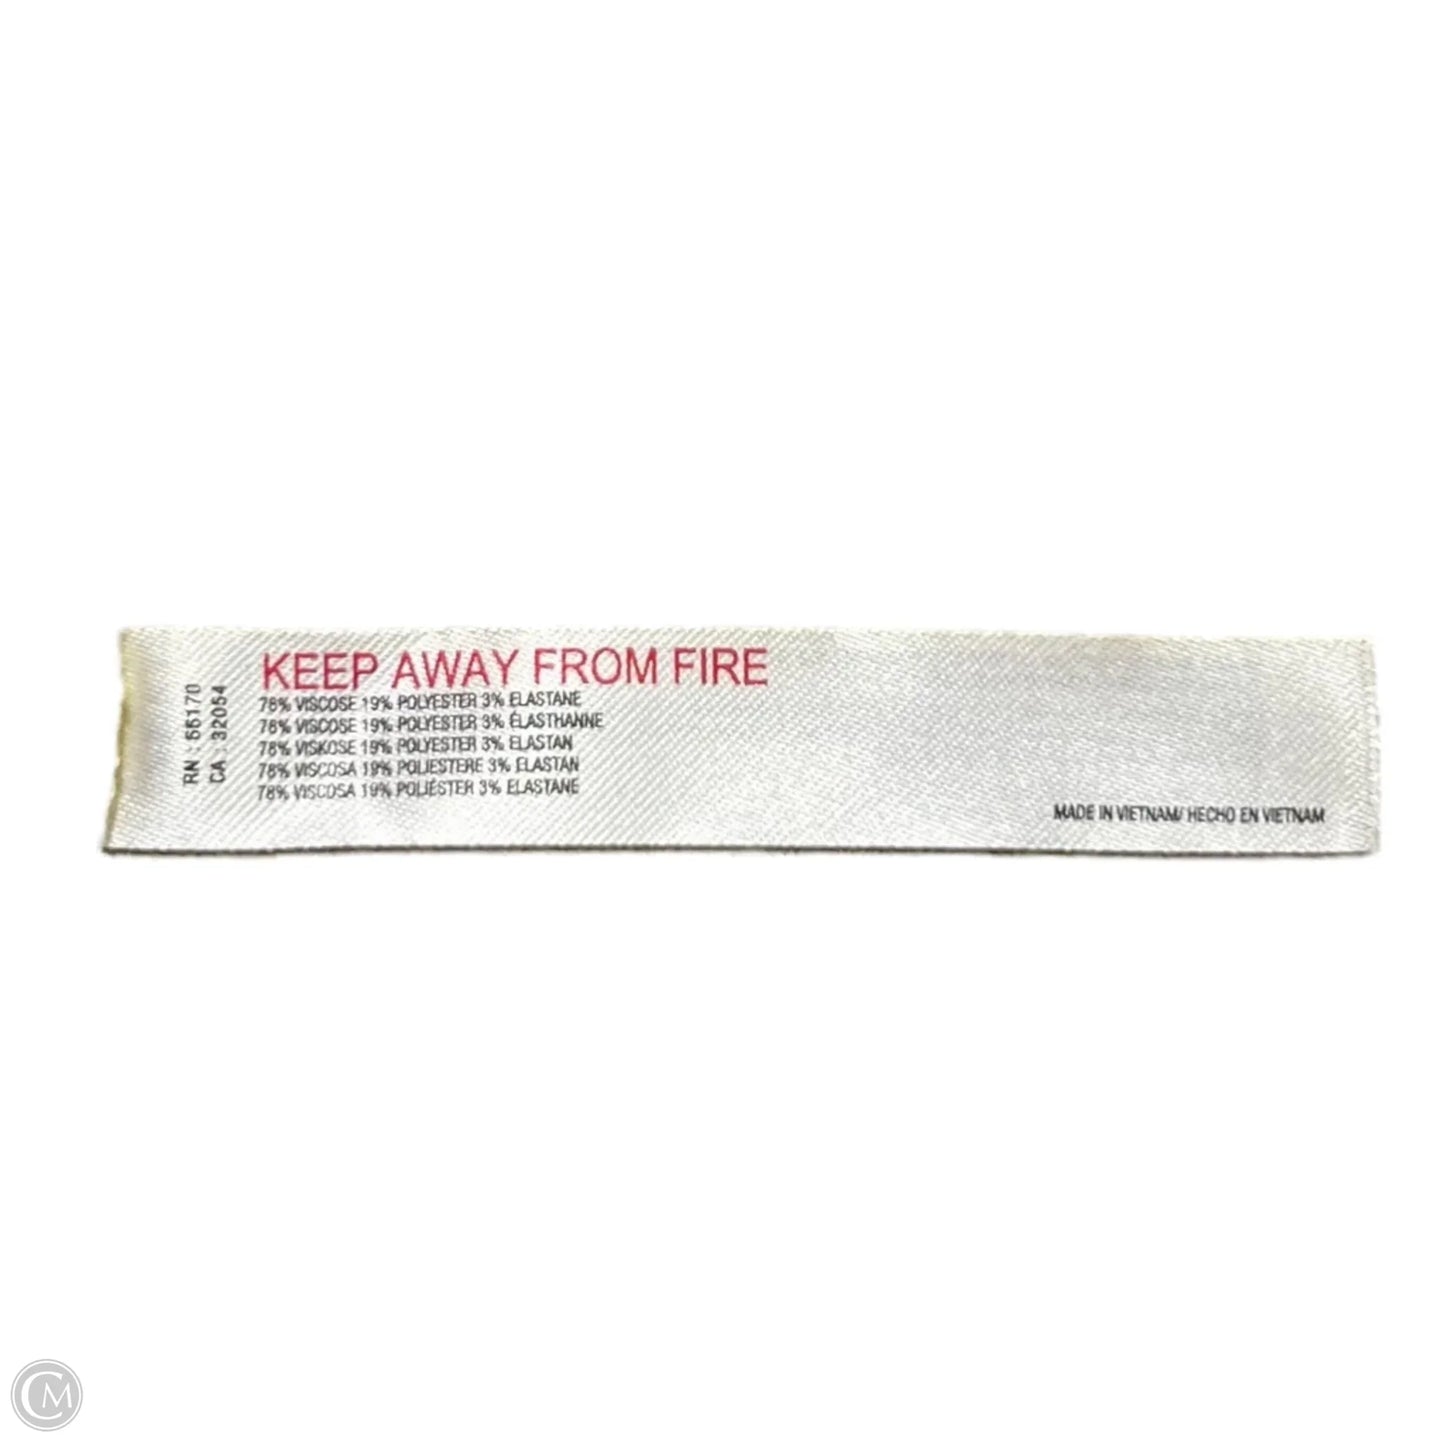 RN : 55170
CA : 32054
KEEP AWAY FROM FIRE
78% VISCOSE 19% POLYESTER 3% ELASTANE
78% VISCOSE 19% POLYESTER 3% ÉLASTHANNE
78% VISKOSE 19% POLYESTER 3% ELASTAN
78% VISCOSA 19% POLIESTERE 3% ELASTAN
78% VISCOSA 19% POLIÉSTER 3% ELASTANE
MADE IN VIETNAM/ HECHO EN VIETNAM
CM